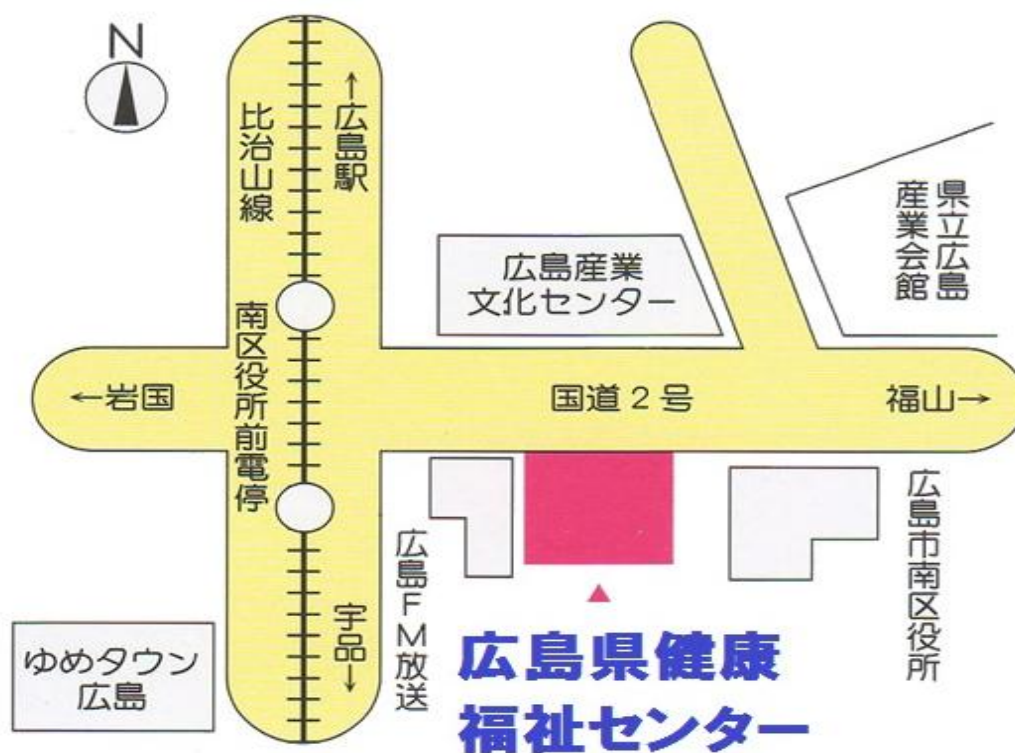 N
比治山線
↑広島駅
南区役所前電停
広島産業
文化センター
県立広島
産業会館
←岩国
国道2号
福山→
広島FM放送
宇品↓
広島市南区役所
ゆめタウン
広島
広島県健康
福祉センター